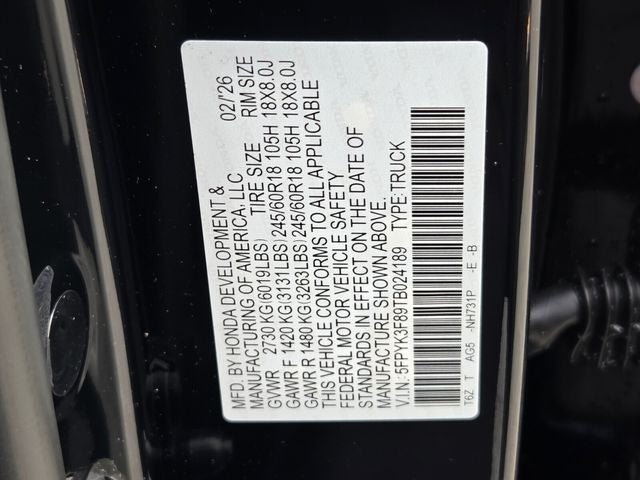 MFD. BY HONDA DEVELOPMENT & 02/'26
MANUFACTURING OF AMERICA, LLC
GVWR 2730 KG(6019LBS) TIRE SIZE RIM SIZE
GAWR F 1420 KG(3131LBS) 245/60R18 105H 18X8.0J
GAWR R 1480 KG(3263LBS) 245/60R18 105H 18X8.0J
THIS VEHICLE CONFORMS TO ALL APPLICABLE
FEDERAL MOTOR VEHICLE SAFETY
STANDARDS IN EFFECT ON THE DATE OF
MANUFACTURE SHOWN ABOVE.
V.I.N.: 5FPYK3F89TB024189 TYPE:TRUCK
T6Z T AG5 -NH731P -E -B